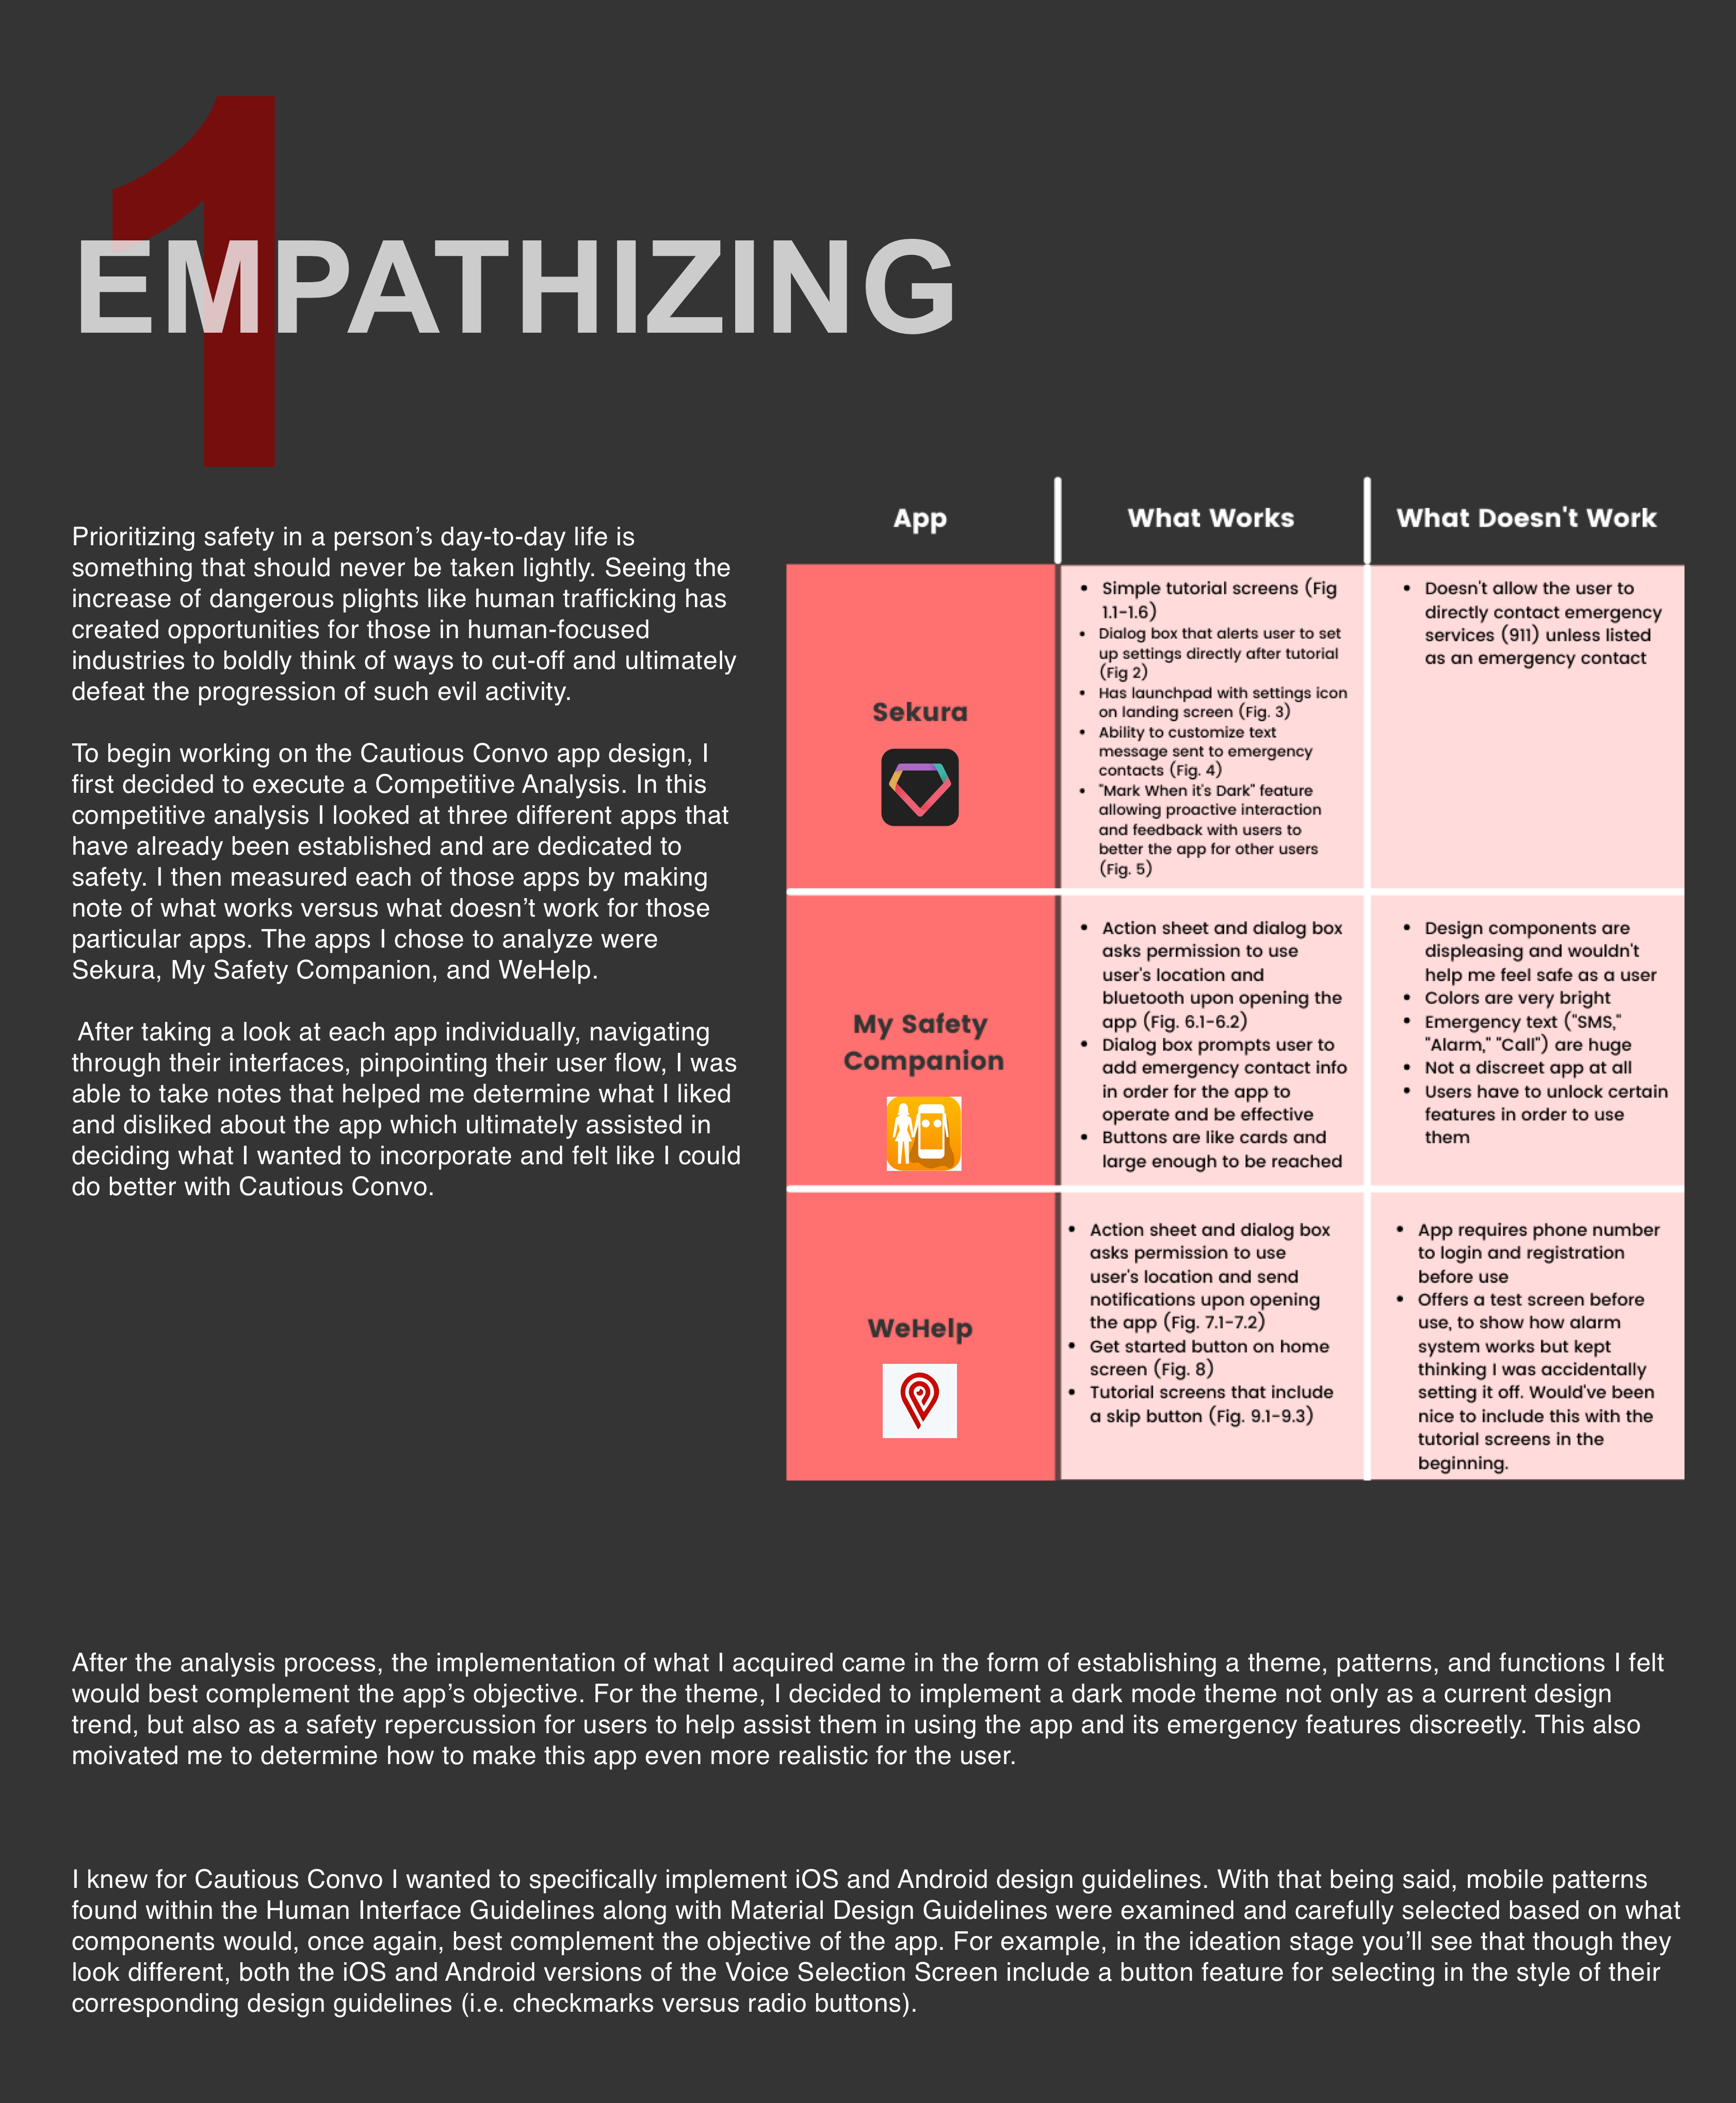 1
EMPATHIZING
Prioritizing safety in a person’s day-to-day life is
something that should never be taken lightly. Seeing the
increase of dangerous plights like human trafficking has
created opportunities for those in human-focused
industries to boldly think of ways to cut-off and ultimately
defeat the progression of such evil activity.
To begin working on the Cautious Convo app design, I
first decided to execute a Competitive Analysis. In this
competitive analysis I looked at three different apps that
have already been established and are dedicated to
safety. I then measured each of those apps by making
note of what works versus what doesn’t work for those
particular apps. The apps I chose to analyze were
Sekura, My Safety Companion, and WeHelp.
After taking a look at each app individually, navigating
through their interfaces, pinpointing their user flow, I was
able to take notes that helped me determine what I liked
and disliked about the app which ultimately assisted in
deciding what I wanted to incorporate and felt like I could
do better with Cautious Convo.
App
What Works
What Doesn't Work
Sekura
• Simple tutorial screens (Fig
1.1-1.6)
• Dialog box that alerts user to set
up settings directly after tutorial
(Fig 2)
• Has launchpad with settings icon
on landing screen (Fig. 3)
• Ability to customize text
message sent to emergency
contacts (Fig. 4)
• "Mark When it's Dark" feature
allowing proactive interaction
and feedback with users to
better the app for other users
(Fig. 5)
• Doesn't allow the user to
directly contact emergency
services (911) unless listed
as an emergency contact
My Safety
Companion
• Action sheet and dialog box
asks permission to use
user's location and
bluetooth upon opening the
app (Fig. 6.1-6.2)
• Dialog box prompts user to
add emergency contact info
in order for the app to
operate and be effective
• Buttons are like cards and
large enough to be reached
• Design components are
displeasing and wouldn't
help me feel safe as a user
• Colors are very bright
• Emergency text ("SMS,"
"Alarm," "Call") are huge
• Not a discreet app at all
• Users have to unlock certain
features in order to use
them
WeHelp
• Action sheet and dialog box
asks permission to use
user's location and send
notifications upon opening
the app (Fig. 7.1-7.2)
• Get started button on home
screen (Fig. 8)
• Tutorial screens that include
a skip button (Fig. 9.1-9.3)
• App requires phone number
to login and registration
before use
• Offers a test screen before
use, to show how alarm
system works but kept
thinking I was accidentally
setting it off. Would've been
nice to include this with the
tutorial screens in the
beginning.
After the analysis process, the implementation of what I acquired came in the form of establishing a theme, patterns, and functions I felt
would best complement the app’s objective. For the theme, I decided to implement a dark mode theme not only as a current design
trend, but also as a safety repercussion for users to help assist them in using the app and its emergency features discreetly. This also
moivated me to determine how to make this app even more realistic for the user.
I knew for Cautious Convo I wanted to specifically implement iOS and Android design guidelines. With that being said, mobile patterns
found within the Human Interface Guidelines along with Material Design Guidelines were examined and carefully selected based on what
components would, once again, best complement the objective of the app. For example, in the ideation stage you’ll see that though they
look different, both the iOS and Android versions of the Voice Selection Screen include a button feature for selecting in the style of their
corresponding design guidelines (i.e. checkmarks versus radio buttons).